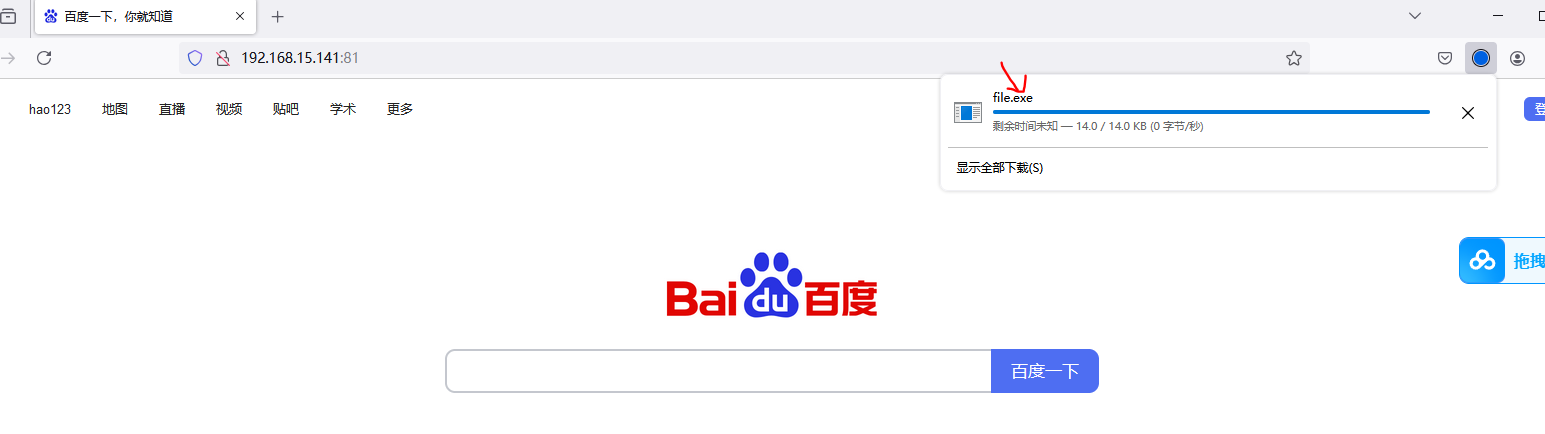 百度一下，你就知道
192.168.15.141:81
file.exe
剩余时间未知 — 14.0 / 14.0 KB (0 字节/秒)
显示全部下载(S)
hao123 地图 直播 视频 贴吧 学术 更多
登
拖拽
Bai du 百度
百度一下